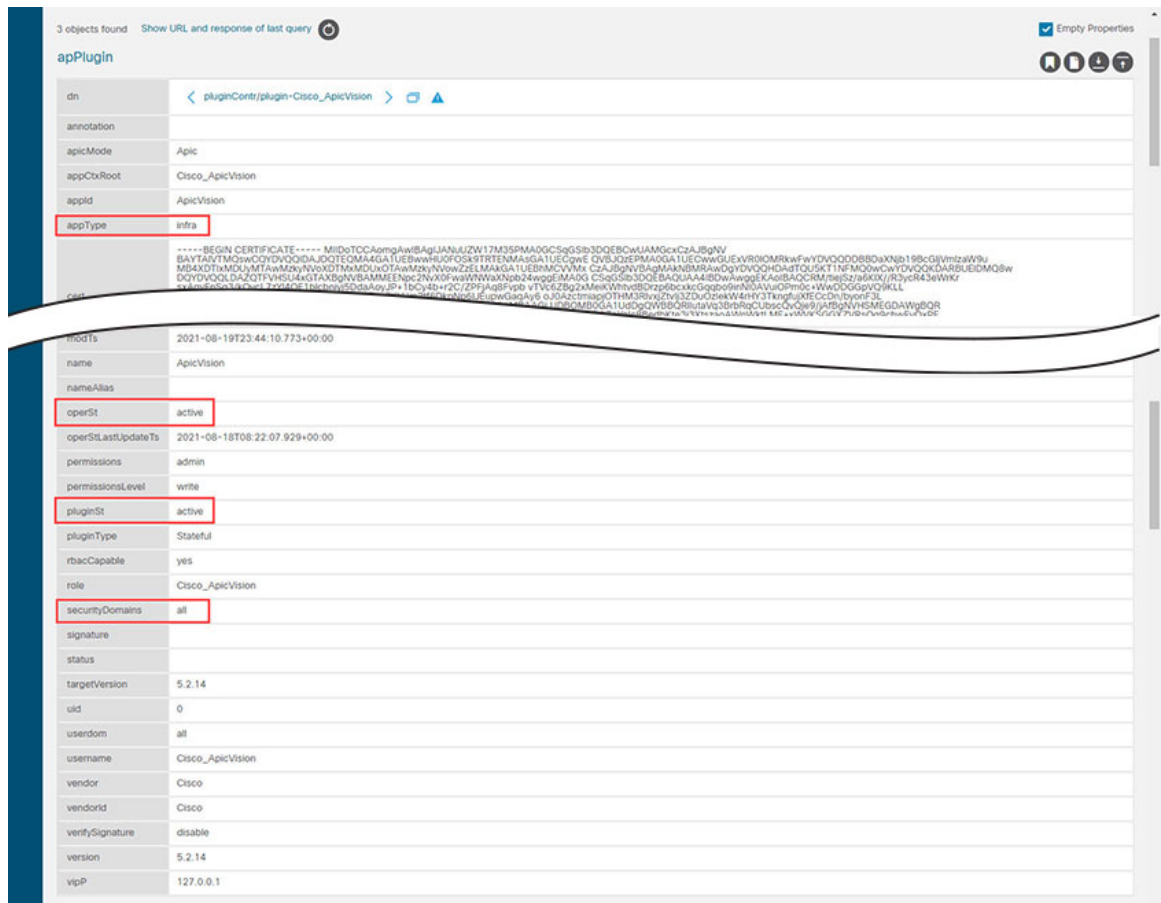 3 objects found Show URL and response of last query
Empty Properties
apPlugin
dn pluginContr/plugin-Cisco_ApicVision
annotation
apicMode Apic
appCtxRoot Cisco_ApicVision
appId ApicVision
appType infra
-----BEGIN CERTIFICATE-----
cert
modTs 2021-08-19T23:44:10.773+00:00
name ApicVision
nameAlias
operSt active
operStLastUpdateTs 2021-08-18T08:22:07.929+00:00
permissions admin
permissionsLevel write
pluginSt active
pluginType Stateful
rbacCapable yes
role Cisco_ApicVision
securityDomains all
signature
status
targetVersion 5.2.14
uid 0
userdom all
username Cisco_ApicVision
vendor Cisco
vendorId Cisco
verifySignature disable
version 5.2.14
vipP 127.0.0.1